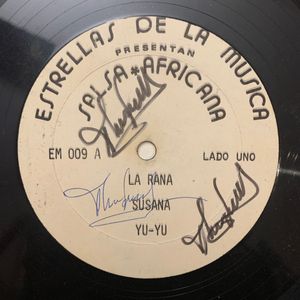 ESTRELLAS DE LA MUSICA
PRESENTAN
SALSA * AFRICANA
EM 009 A
LADO UNO
LA RANA
SUSANA
YU-YU